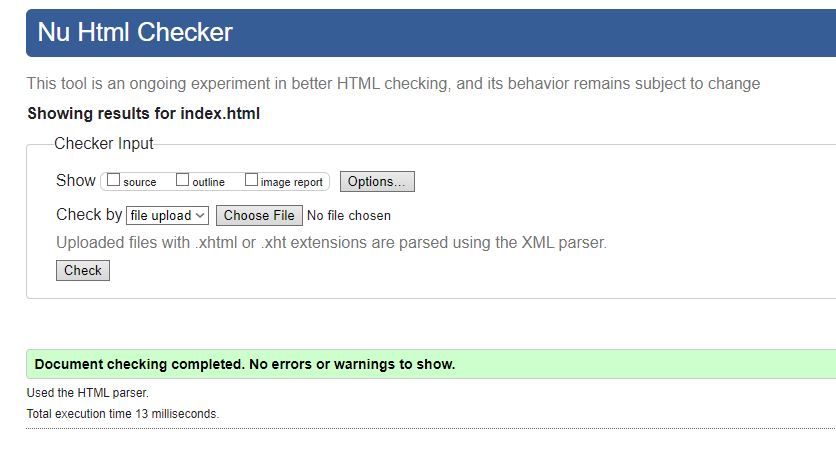 Nu Html Checker
This tool is an ongoing experiment in better HTML checking, and its behavior remains subject to change
Showing results for index.html
Checker Input
Show source outline image report Options...
Check by file upload Choose File No file chosen
Uploaded files with .xhtml or .xht extensions are parsed using the XML parser.
Check
Document checking completed. No errors or warnings to show.
Used the HTML parser.
Total execution time 13 milliseconds.